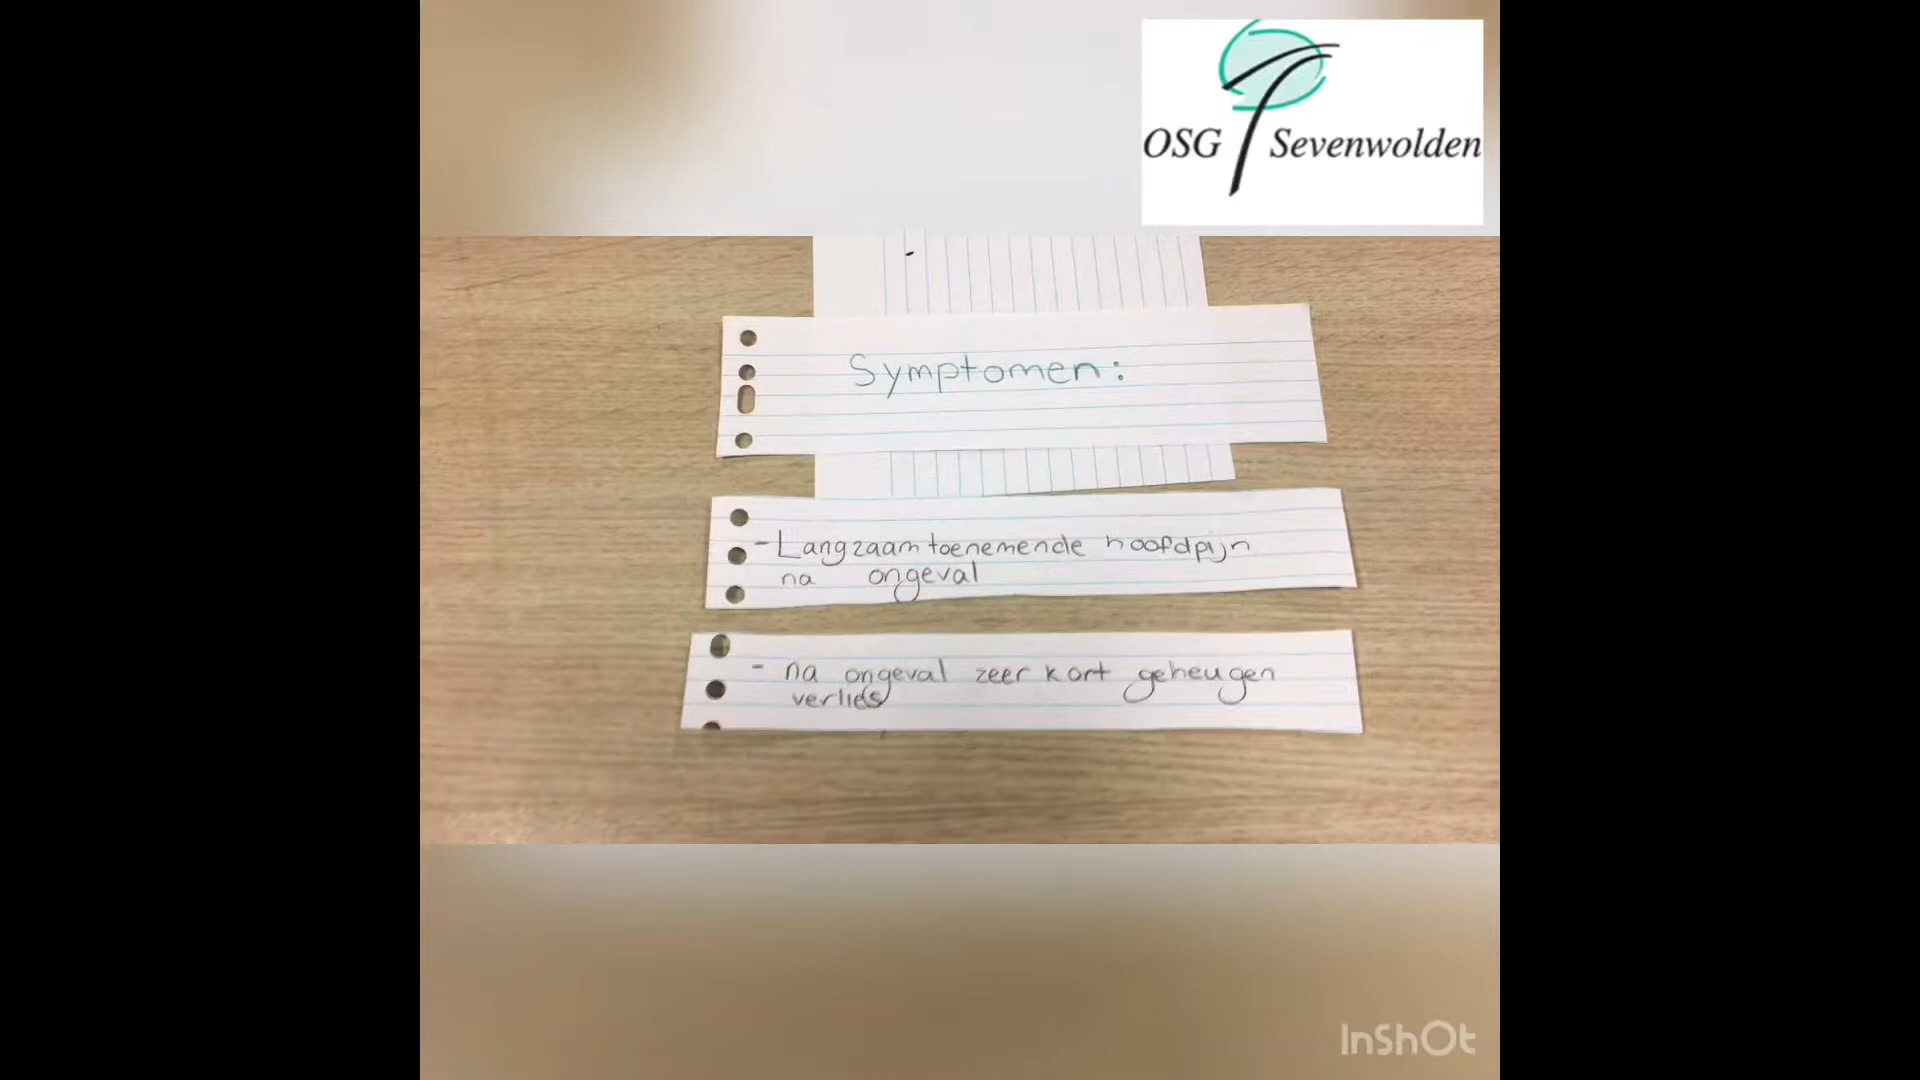 OSG Sevenwolden
Symptomen:
- Langzaam toenemende hoofdpijn
na ongeval
- na ongeval zeer kort geheugen
verlies
InShOt